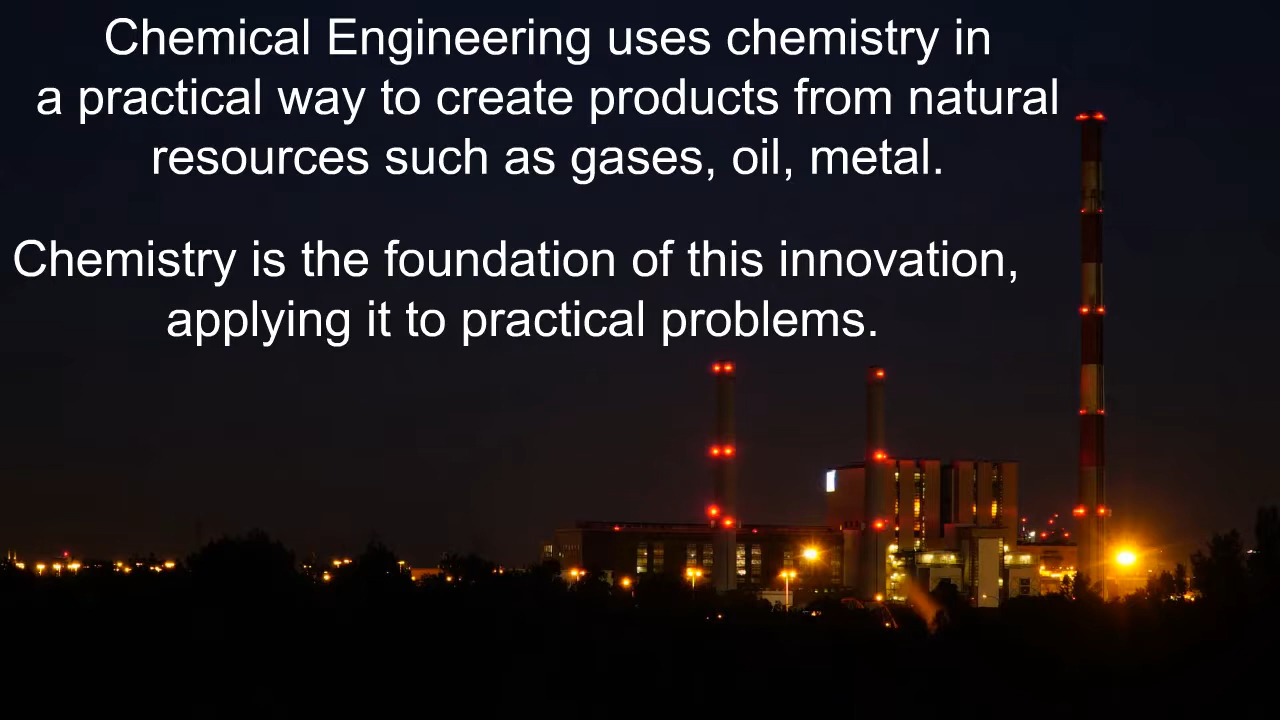 Chemical Engineering uses chemistry in
a practical way to create products from natural
resources such as gases, oil, metal.
Chemistry is the foundation of this innovation,
applying it to practical problems.